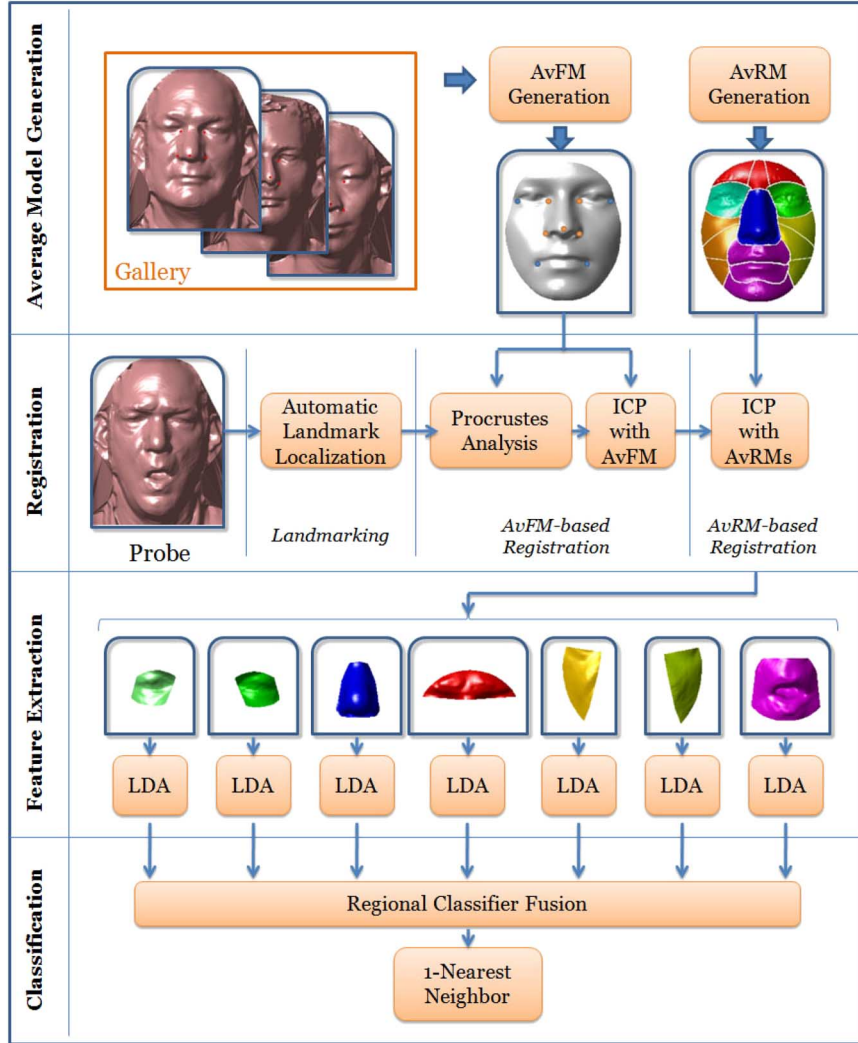 Average Model Generation
Gallery
AvFM
Generation
AvRM
Generation
Registration
Probe
Automatic
Landmark
Localization
Procrustes
Analysis
ICP
with
AvFM
ICP
with
AvRMs
Landmarking
AvFM-based
Registration
AvRM-based
Registration
Feature Extraction
LDA
LDA
LDA
LDA
LDA
LDA
LDA
Classification
Regional Classifier Fusion
1-Nearest
Neighbor